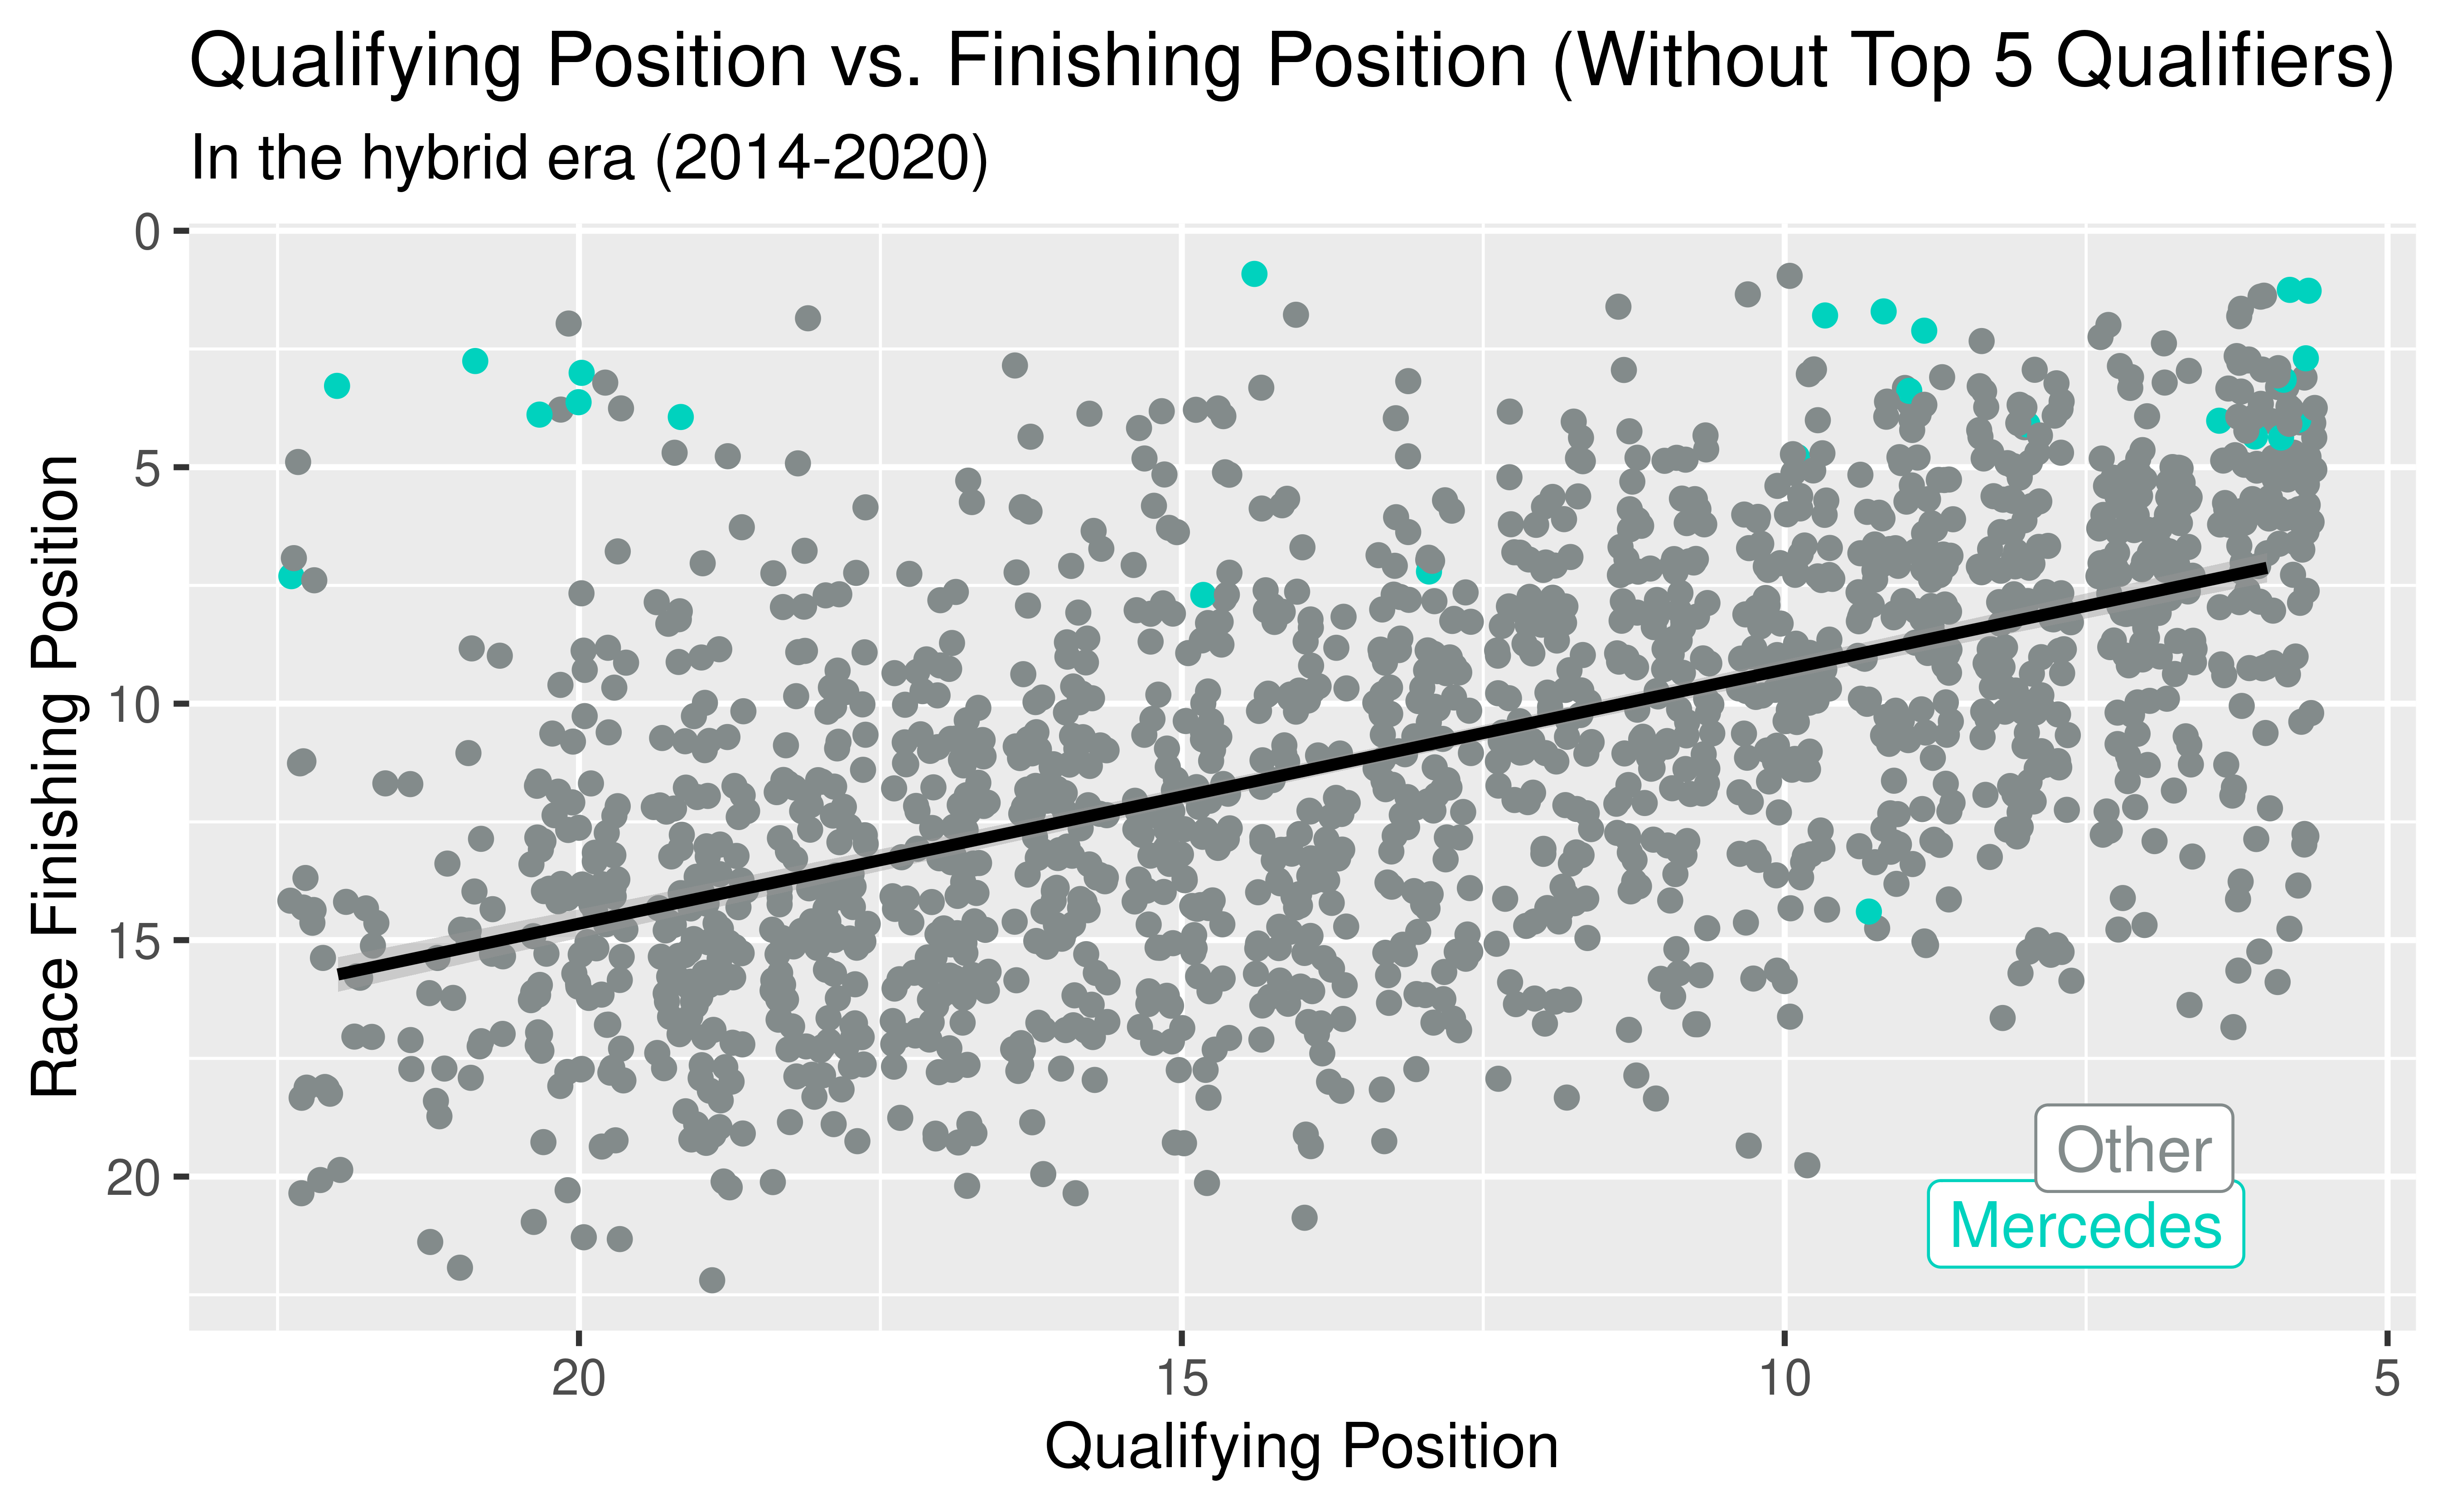 Qualifying Position vs. Finishing Position (Without Top 5 Qualifiers)
In the hybrid era (2014-2020)
Race Finishing Position
0
5
10
15
20
Other
Mercedes
20
15
10
5
Qualifying Position